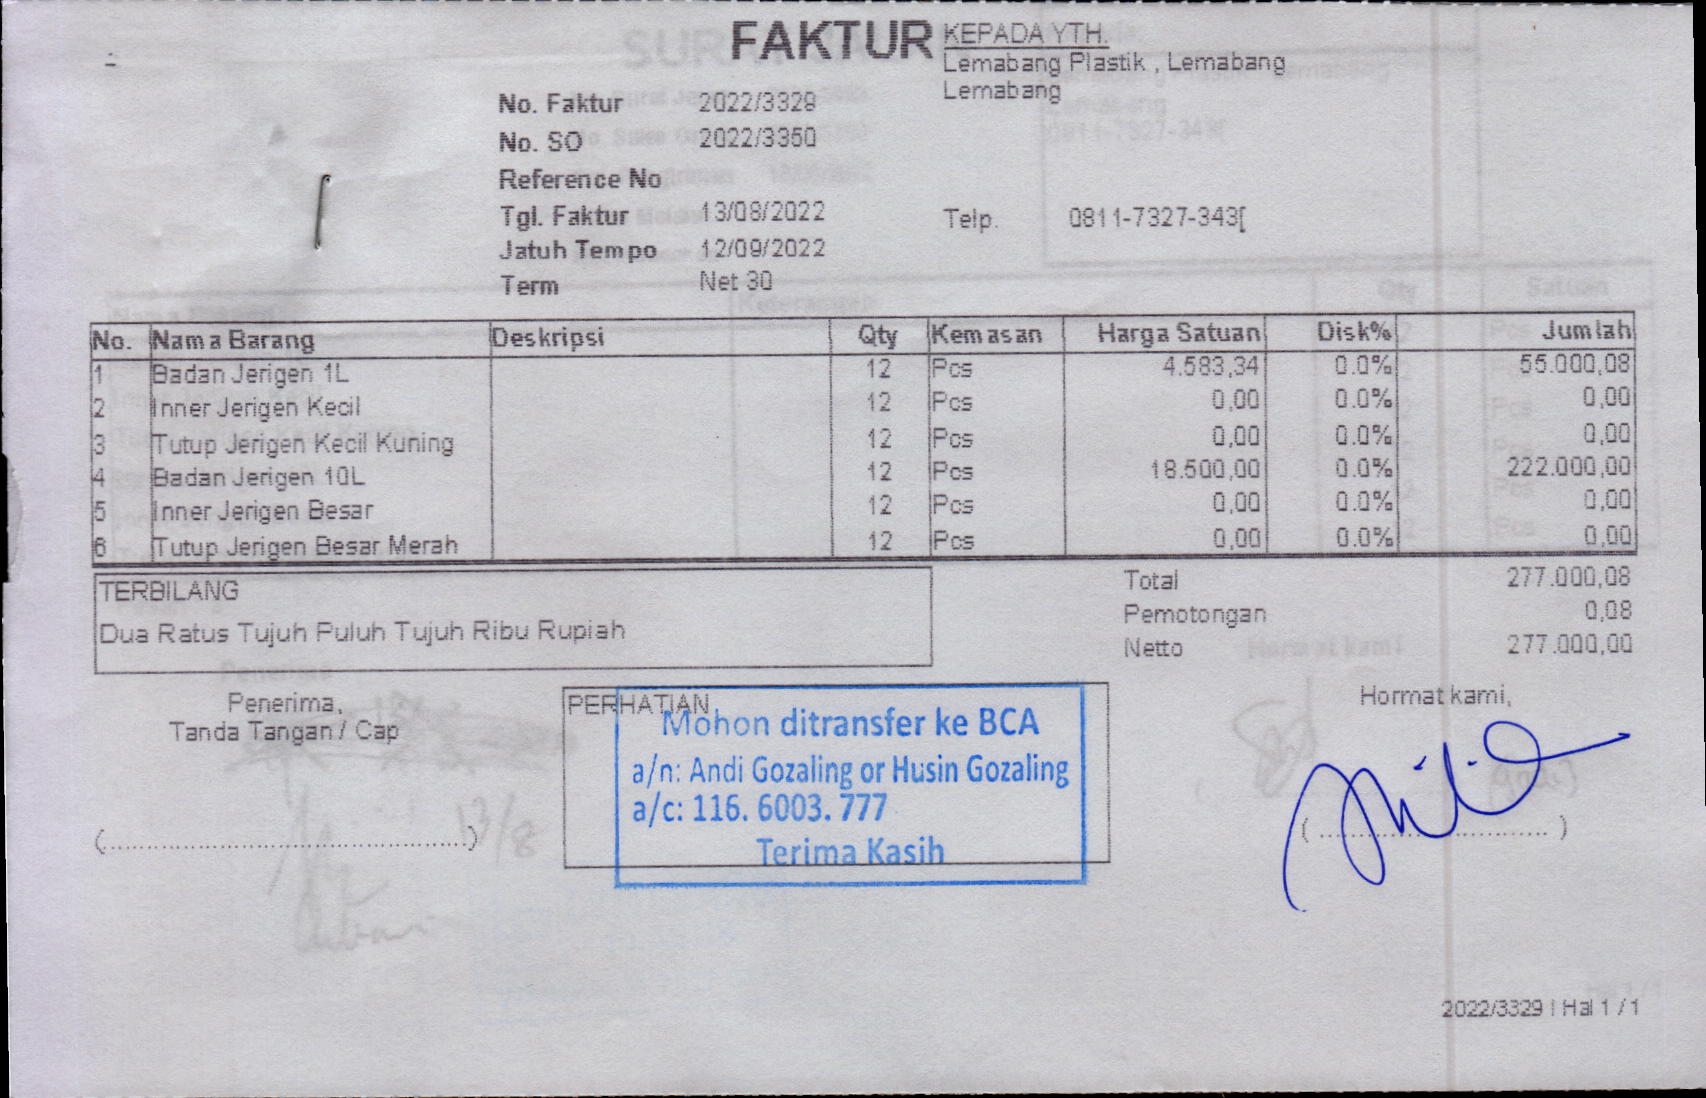 FAKTUR
KEPADA YTH.
Lemabang Plastik , Lemabang
Lemabang
No. Faktur 2022/3329
No. SO 2022/3350
Reference No
Tgl. Faktur 13/08/2022
Telp. 0811-7327-343[
Jatuh Tempo 12/09/2022
Term Net 30
No. Nama Barang Deskripsi Qty Kemasan Harga Satuan Disk% Jumlah
1 Badan Jerigen 1L 12 Pcs 4.583,34 0.0% 55.000,08
2 Inner Jerigen Kecil 12 Pcs 0,00 0.0% 0,00
3 Tutup Jerigen Kecil Kuning 12 Pcs 0,00 0.0% 0,00
4 Badan Jerigen 10L 12 Pcs 18.500,00 0.0% 222.000,00
5 Inner Jerigen Besar 12 Pcs 0,00 0.0% 0,00
6 Tutup Jerigen Besar Merah 12 Pcs 0,00 0.0% 0,00
TERBILANG
Dua Ratus Tujuh Puluh Tujuh Ribu Rupiah
Total 277.000,08
Pemotongan 0,08
Netto 277.000,00
Penerima,
Tanda Tangan / Cap
(................................................)
13/8
PERHATIAN
Mohon ditransfer ke BCA
a/n: Andi Gozaling or Husin Gozaling
a/c: 116. 6003. 777
Terima Kasih
Hormat kami,
( ................................ )
2022/3329 | Hal 1 / 1